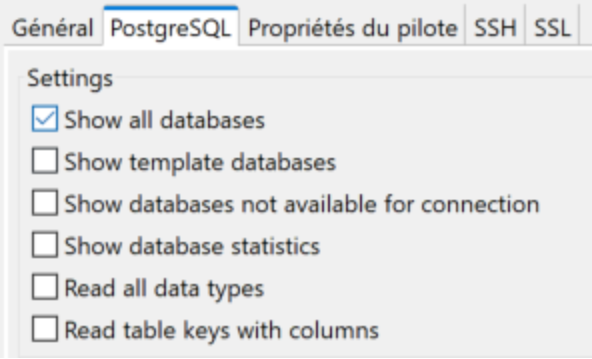 Général PostgreSQL Propriétés du pilote SSH SSL
Settings
Show all databases
Show template databases
Show databases not available for connection
Show database statistics
Read all data types
Read table keys with columns